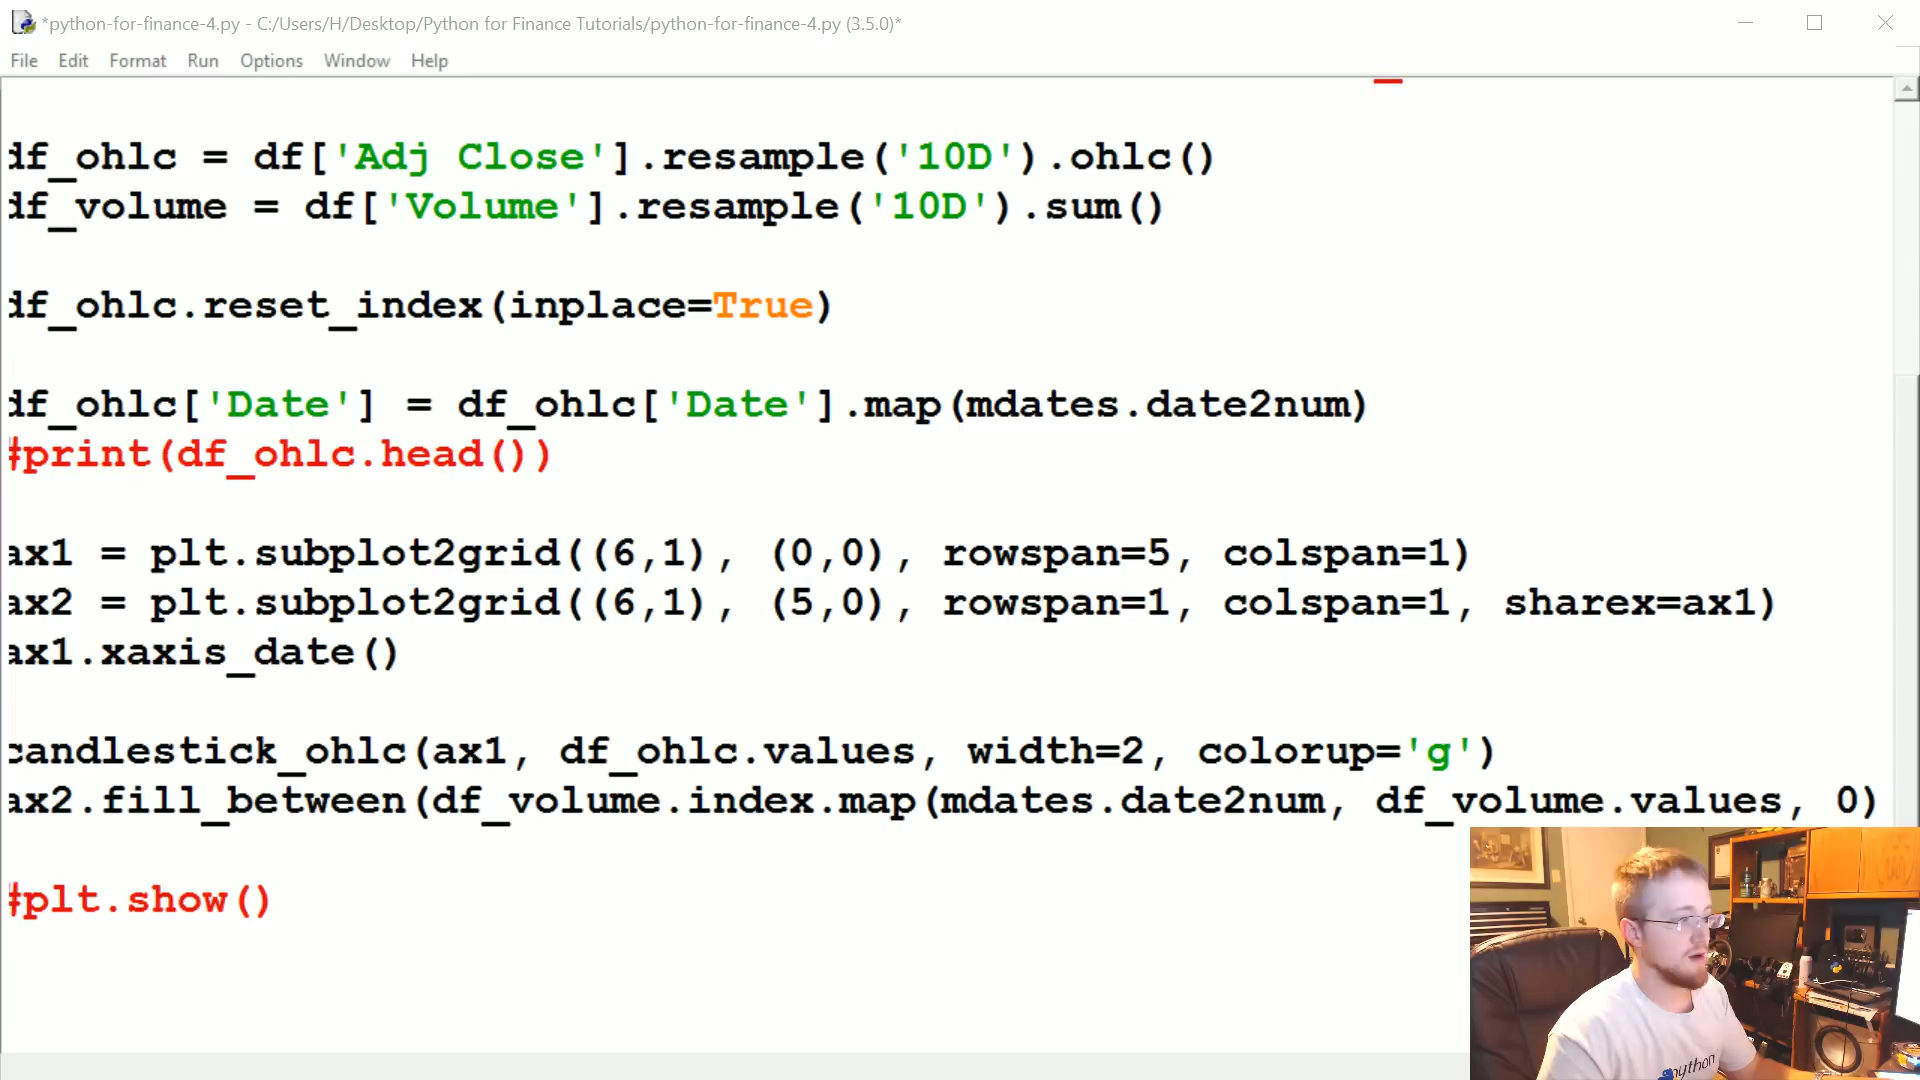 *python-for-finance-4.py - C:/Users/H/Desktop/Python for Finance Tutorials/python-for-finance-4.py (3.5.0)*
File Edit Format Run Options Window Help
df_ohlc = df['Adj Close'].resample('10D').ohlc()
df_volume = df['Volume'].resample('10D').sum()
df_ohlc.reset_index(inplace=True)
df_ohlc['Date'] = df_ohlc['Date'].map(mdates.date2num)
#print(df_ohlc.head())
ax1 = plt.subplot2grid((6,1), (0,0), rowspan=5, colspan=1)
ax2 = plt.subplot2grid((6,1), (5,0), rowspan=1, colspan=1, sharex=ax1)
ax1.xaxis_date()
candlestick_ohlc(ax1, df_ohlc.values, width=2, colorup='g')
ax2.fill_between(df_volume.index.map(mdates.date2num, df_volume.values, 0)
#plt.show()
python